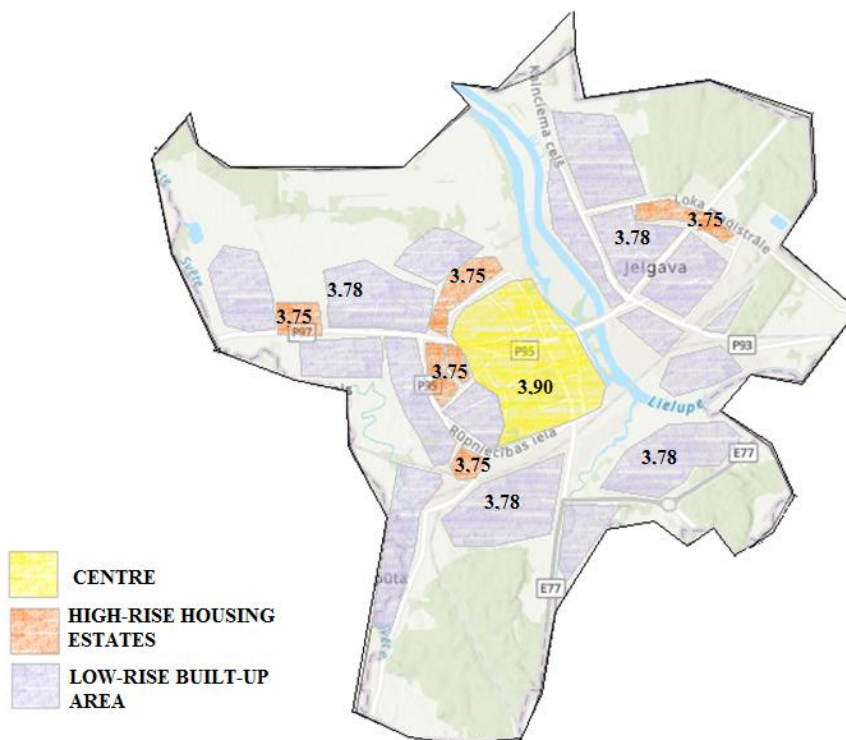 Kalnciema ceļš
Loka maģistrāle
3,75
3,78
Jelgava
Svēte
3,75
3,78
3,75
P97
P95
3,75
P95
P93
3,90
Lielupe
Rūpniecības iela
3,75
3,78
E77
3,78
E77
Svēte
CENTRE
HIGH-RISE HOUSING
ESTATES
LOW-RISE BUILT-UP
AREA